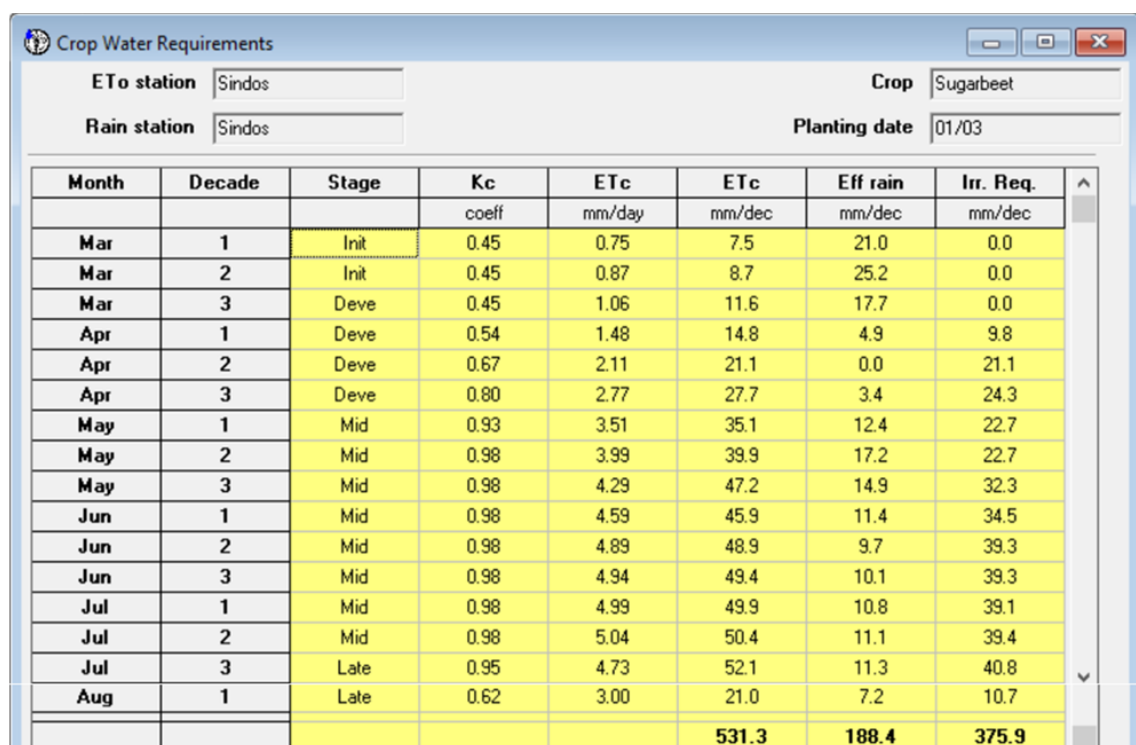 Crop Water Requirements
ETo station Sindos Crop Sugarbeet
Rain station Sindos Planting date 01/03
Month Decade Stage Kc ETc ETc Eff rain Irr. Req.
coeff mm/day mm/dec mm/dec mm/dec
Mar 1 Init 0.45 0.75 7.5 21.0 0.0
Mar 2 Init 0.45 0.87 8.7 25.2 0.0
Mar 3 Deve 0.45 1.06 11.6 17.7 0.0
Apr 1 Deve 0.54 1.48 14.8 4.9 9.8
Apr 2 Deve 0.67 2.11 21.1 0.0 21.1
Apr 3 Deve 0.80 2.77 27.7 3.4 24.3
May 1 Mid 0.93 3.51 35.1 12.4 22.7
May 2 Mid 0.98 3.99 39.9 17.2 22.7
May 3 Mid 0.98 4.29 47.2 14.9 32.3
Jun 1 Mid 0.98 4.59 45.9 11.4 34.5
Jun 2 Mid 0.98 4.89 48.9 9.7 39.3
Jun 3 Mid 0.98 4.94 49.4 10.1 39.3
Jul 1 Mid 0.98 4.99 49.9 10.8 39.1
Jul 2 Mid 0.98 5.04 50.4 11.1 39.4
Jul 3 Late 0.95 4.73 52.1 11.3 40.8
Aug 1 Late 0.62 3.00 21.0 7.2 10.7
531.3 188.4 375.9